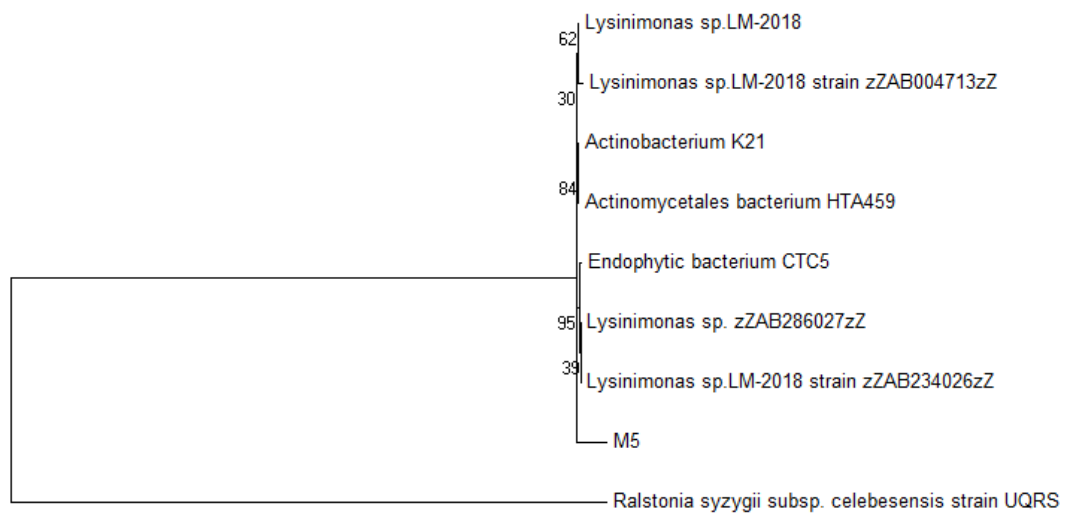 Lysinimonas sp.LM-2018
62
Lysinimonas sp.LM-2018 strain zZAB004713zZ
30
Actinobacterium K21
84
Actinomycetales bacterium HTA459
Endophytic bacterium CTC5
95
Lysinimonas sp. zZAB286027zZ
39
Lysinimonas sp.LM-2018 strain zZAB234026zZ
M5
Ralstonia syzygii subsp. celebesensis strain UQRS